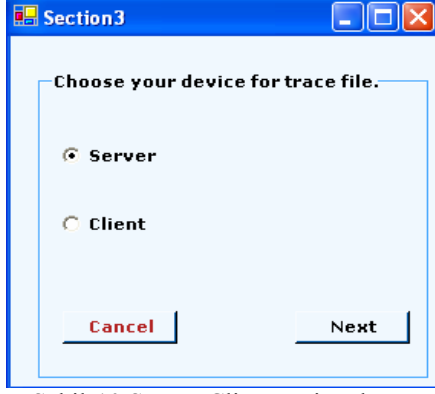 Section3
Choose your device for trace file.
Server
Client
Cancel
Next